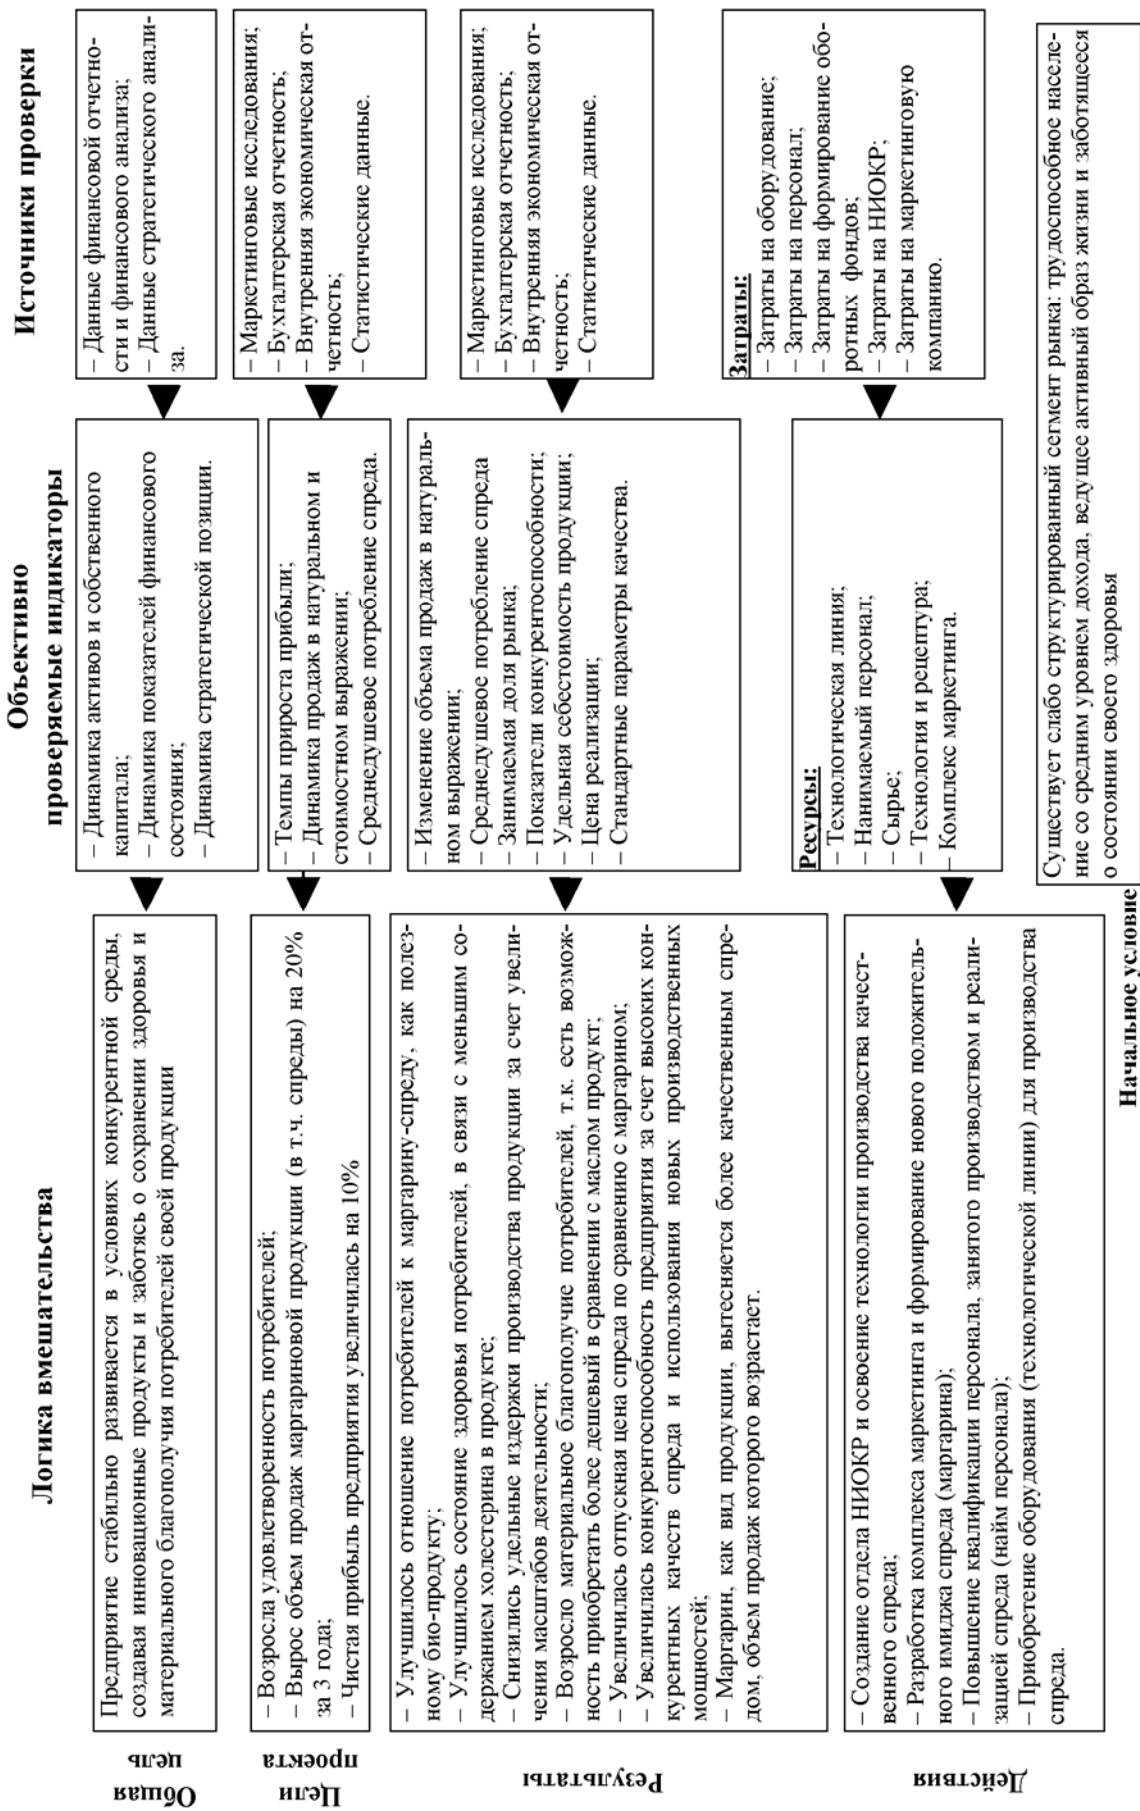 Логика вмешательства
Объективно
проверяемые индикаторы
Источники проверки
Общая
цель
Предприятие стабильно развивается в условиях конкурентной среды,
создавая инновационные продукты и заботясь о сохранении здоровья и
материального благополучия потребителей своей продукции
– Динамика активов и собственного
капитала;
– Динамика показателей финансового
состояния;
– Динамика стратегической позиции.
– Данные финансовой отчетно-
сти и финансового анализа;
– Данные стратегического анали-
за.
Цели
проекта
– Возросла удовлетворенность потребителей;
– Вырос объем продаж маргариновой продукции (в т.ч. спреды) на 20%
за 3 года;
– Чистая прибыль предприятия увеличилась на 10%
– Темпы прироста прибыли;
– Динамика продаж в натуральном и
стоимостном выражении;
– Среднедушевое потребление спреда.
– Маркетинговые исследования;
– Бухгалтерская отчетность;
– Внутренняя экономическая от-
четность;
– Статистические данные.
Результаты
– Улучшилось отношение потребителей к маргарину-спреду, как полез-
ному био-продукту;
– Улучшилось состояние здоровья потребителей, в связи с меньшим со-
держанием холестерина в продукте;
– Снизились удельные издержки производства продукции за счет увели-
чения масштабов деятельности;
– Возросло материальное благополучие потребителей, т.к. есть возмож-
ность приобретать более дешевый в сравнении с маслом продукт;
– Увеличилась отпускная цена спреда по сравнению с маргарином;
– Увеличилась конкурентоспособность предприятия за счет высоких кон-
курентных качеств спреда и использования новых производственных
мощностей;
– Маргарин, как вид продукции, вытесняется более качественным спре-
дом, объем продаж которого возрастает.
– Изменение объема продаж в натураль-
ном выражении;
– Среднедушевое потребление спреда
– Занимаемая доля рынка;
– Показатели конкурентоспособности;
– Удельная себестоимость продукции;
– Цена реализации;
– Стандартные параметры качества.
– Маркетинговые исследования;
– Бухгалтерская отчетность;
– Внутренняя экономическая от-
четность;
– Статистические данные.
Действия
– Создание отдела НИОКР и освоение технологии производства качест-
венного спреда;
– Разработка комплекса маркетинга и формирование нового положитель-
ного имиджа спреда (маргарина);
– Повышение квалификации персонала, занятого производством и реали-
зацией спреда (найм персонала);
– Приобретение оборудования (технологической линии) для производства
спреда.
Ресурсы:
– Технологическая линия;
– Нанимаемый персонал;
– Сырье;
– Технология и рецептура;
– Комплекс маркетинга.
Затраты:
– Затраты на оборудование;
– Затраты на персонал;
– Затраты на формирование обо-
ротных фондов;
– Затраты на НИОКР;
– Затраты на маркетинговую
компанию.
Начальное условие
Существует слабо структурированный сегмент рынка: трудоспособное населе-
ние со средним уровнем дохода, ведущее активный образ жизни и заботящееся
о состоянии своего здоровья